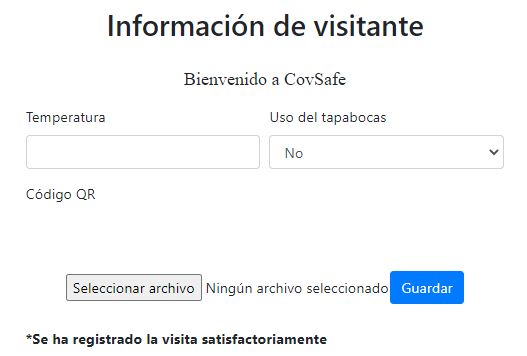 Información de visitante
Bienvenido a CovSafe
Temperatura
Uso del tapabocas
No
Código QR
Seleccionar archivo Ningún archivo seleccionado Guardar
*Se ha registrado la visita satisfactoriamente